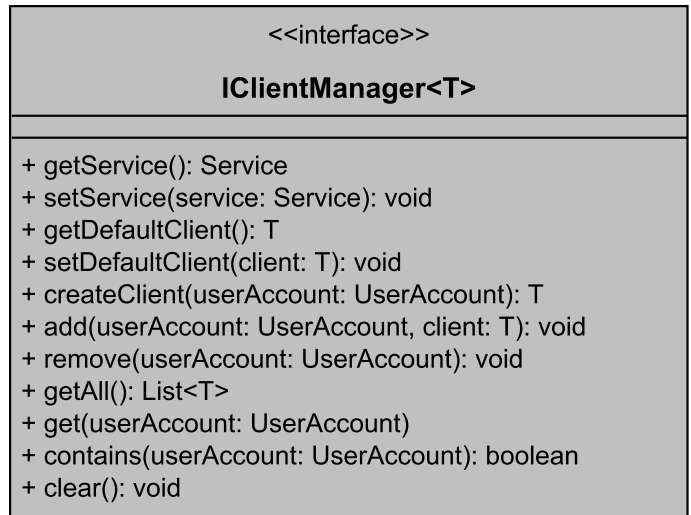 <<interface>>
IClientManager<T>
+ getService(): Service
+ setService(service: Service): void
+ getDefaultClient(): T
+ setDefaultClient(client: T): void
+ createClient(userAccount: UserAccount): T
+ add(userAccount: UserAccount, client: T): void
+ remove(userAccount: UserAccount): void
+ getAll(): List<T>
+ get(userAccount: UserAccount)
+ contains(userAccount: UserAccount): boolean
+ clear(): void